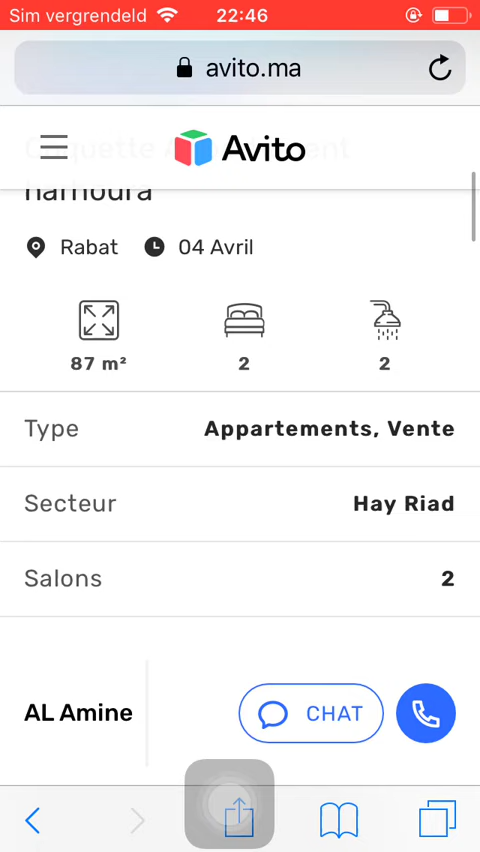 Sim vergrendeld
22:46
avito.ma
Avito
Rabat
04 Avril
87 m²
2
2
Type
Appartements, Vente
Secteur
Hay Riad
Salons
2
AL Amine
CHAT